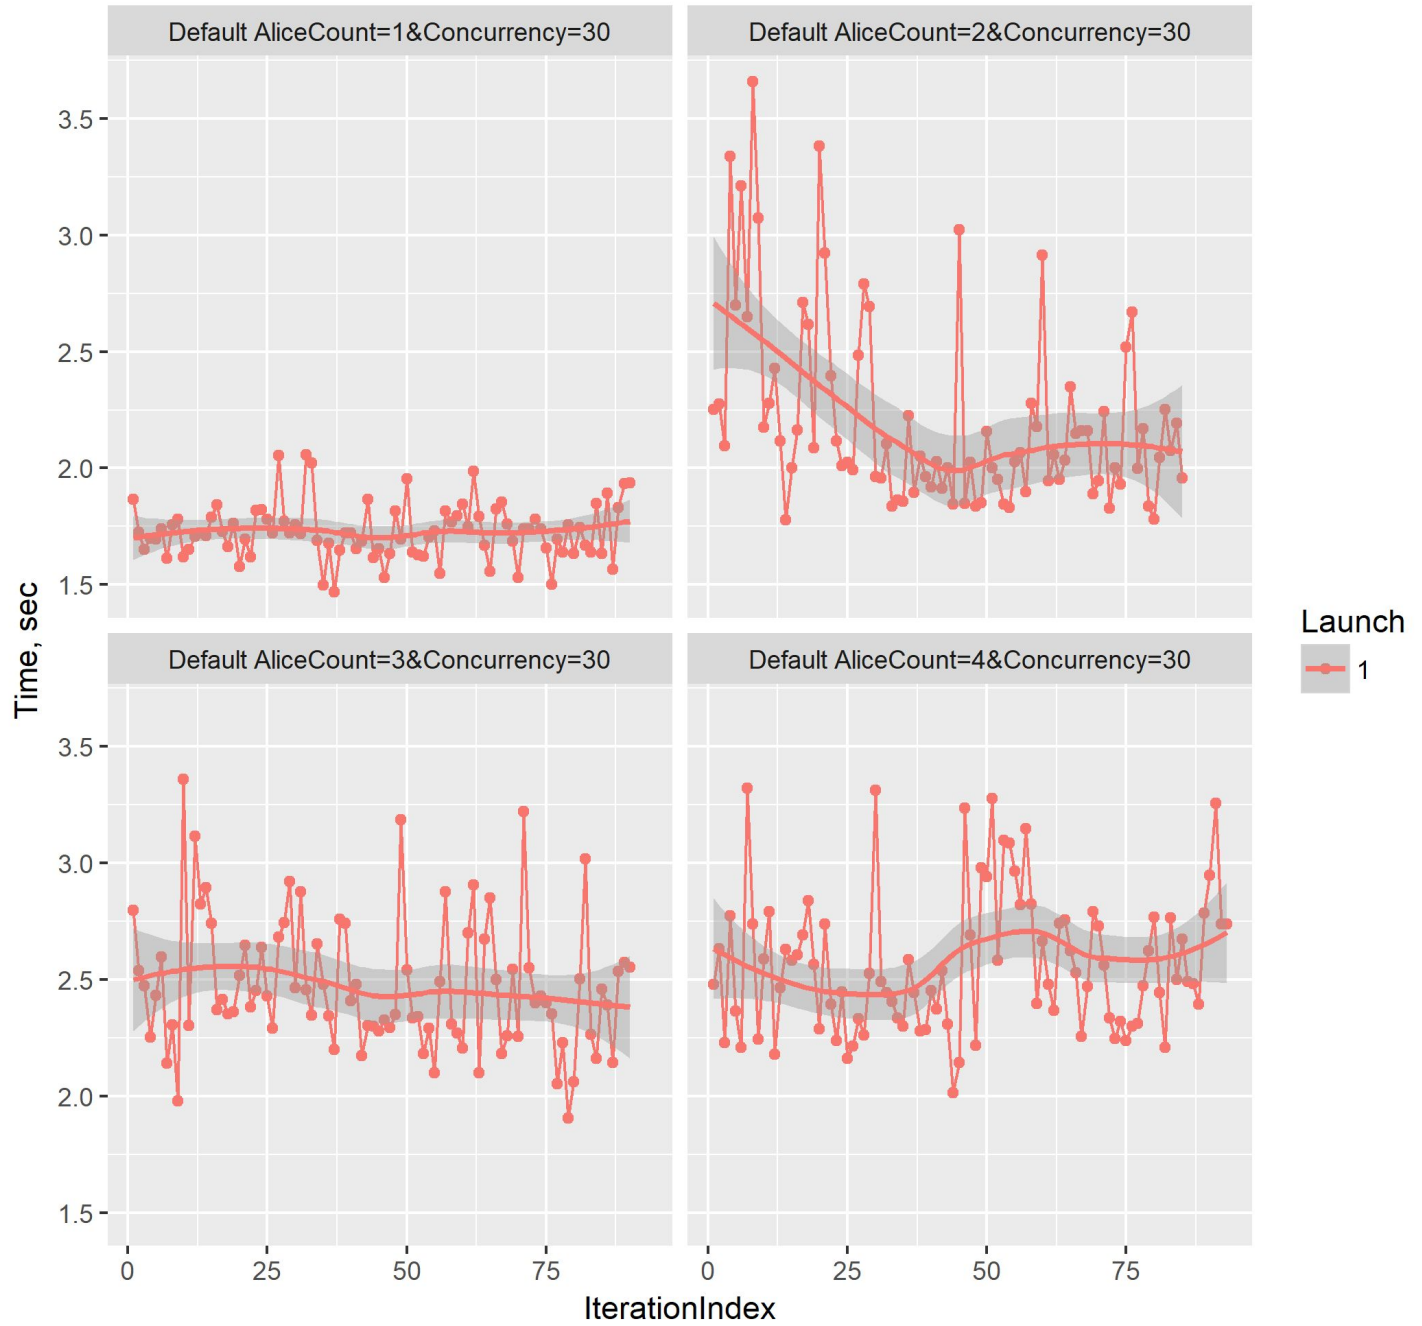 Default AliceCount=1&Concurrency=30
Default AliceCount=2&Concurrency=30
3.5
3.0
2.5
2.0
1.5
Default AliceCount=3&Concurrency=30
Default AliceCount=4&Concurrency=30
3.5
3.0
2.5
2.0
1.5
0 25 50 75
0 25 50 75
IterationIndex
Time, sec
Launch
1